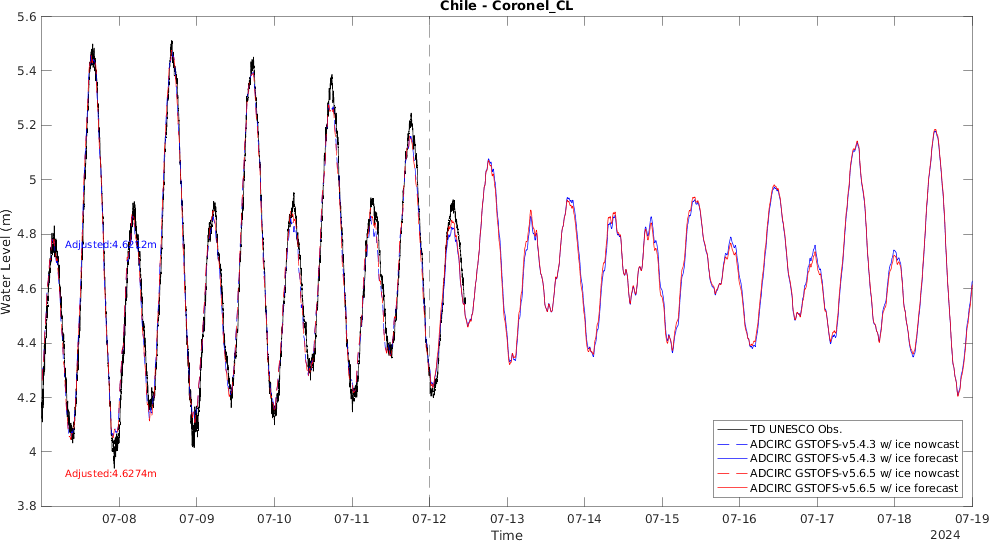 Chile - Coronel_CL
5.6
5.4
5.2
5
4.8
4.6
4.4
4.2
4
3.8
Water Level (m)
Adjusted:4.6212m
Adjusted:4.6274m
TD UNESCO Obs.
ADCIRC GSTOFS-v5.4.3 w/ ice nowcast
ADCIRC GSTOFS-v5.4.3 w/ ice forecast
ADCIRC GSTOFS-v5.6.5 w/ ice nowcast
ADCIRC GSTOFS-v5.6.5 w/ ice forecast
07-08 07-09 07-10 07-11 07-12 07-13 07-14 07-15 07-16 07-17 07-18 07-19
Time
2024